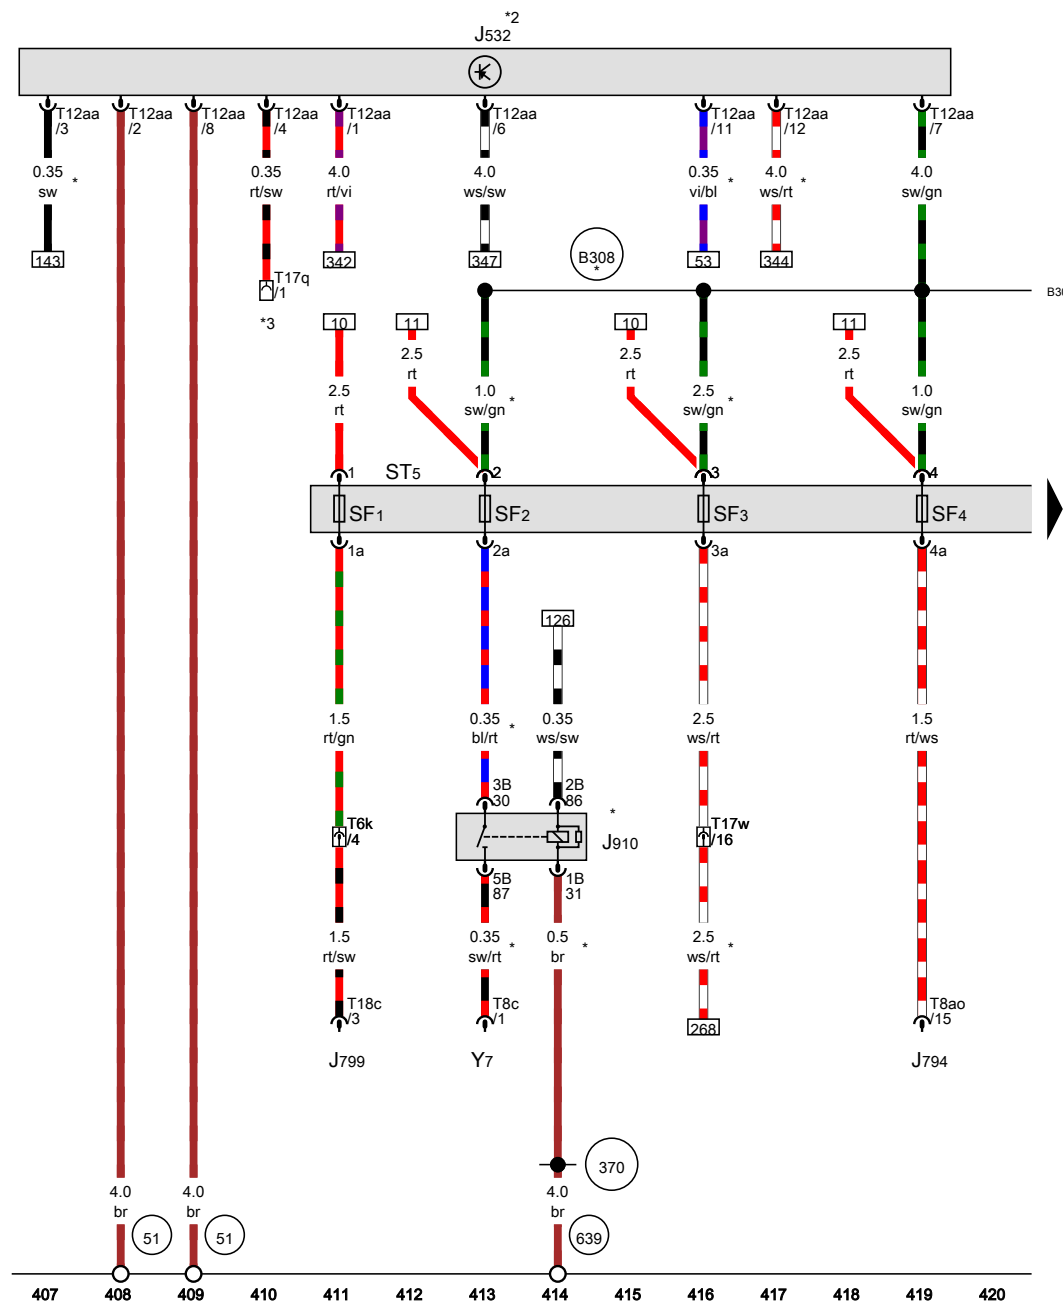 *2
J532
T12aa
/3
T12aa
/2
T12aa
/8
T12aa
/4
T12aa
/1
T12aa
/6
T12aa
/11
T12aa
/12
T12aa
/7
0.35
sw *
0.35
rt/sw
4.0
rt/vi
4.0
ws/sw
0.35
vi/bl *
4.0
ws/rt *
4.0
sw/gn
143
342
347
B308
*
53
344
T17q
/1
*3
10
11
10
11
2.5
rt
2.5
rt
2.5
rt
2.5
rt
1.0
sw/gn *
2.5
sw/gn *
1.0
sw/gn
1
ST5
2
3
4
SF1
SF2
SF3
SF4
1a
2a
3a
4a
126
1.5
rt/gn
0.35
bl/rt *
0.35
ws/sw
2.5
ws/rt
1.5
rt/ws
3B
30
2B
86
*
J910
T6k
/4
T17w
/16
5B
87
1B
31
1.5
rt/sw
0.35
sw/rt *
0.5
br *
2.5
ws/rt *
T18c
/3
T8c
/1
268
T8ao
/15
J799
Y7
J794
370
4.0
br
4.0
br
4.0
br
51
51
639
407 408 409 410 411 412 413 414 415 416 417 418 419 420